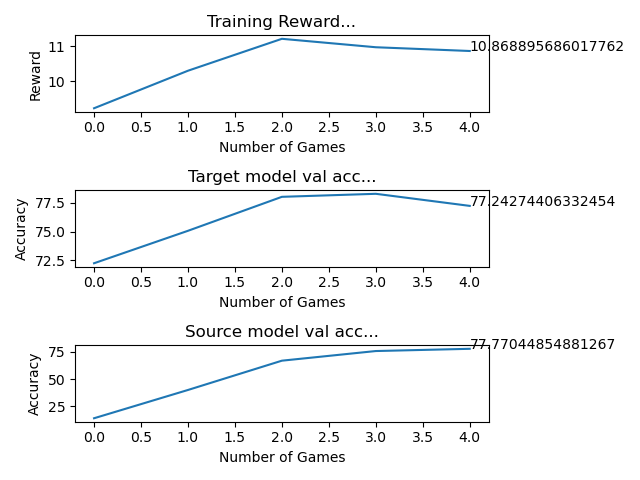 Training Reward...
11
10
Reward
10.868895686017762
0.0 0.5 1.0 1.5 2.0 2.5 3.0 3.5 4.0
Number of Games
Target model val acc...
77.5
75.0
72.5
Accuracy
77.24274406332454
0.0 0.5 1.0 1.5 2.0 2.5 3.0 3.5 4.0
Number of Games
Source model val acc...
75
50
25
Accuracy
77.77044854881267
0.0 0.5 1.0 1.5 2.0 2.5 3.0 3.5 4.0
Number of Games